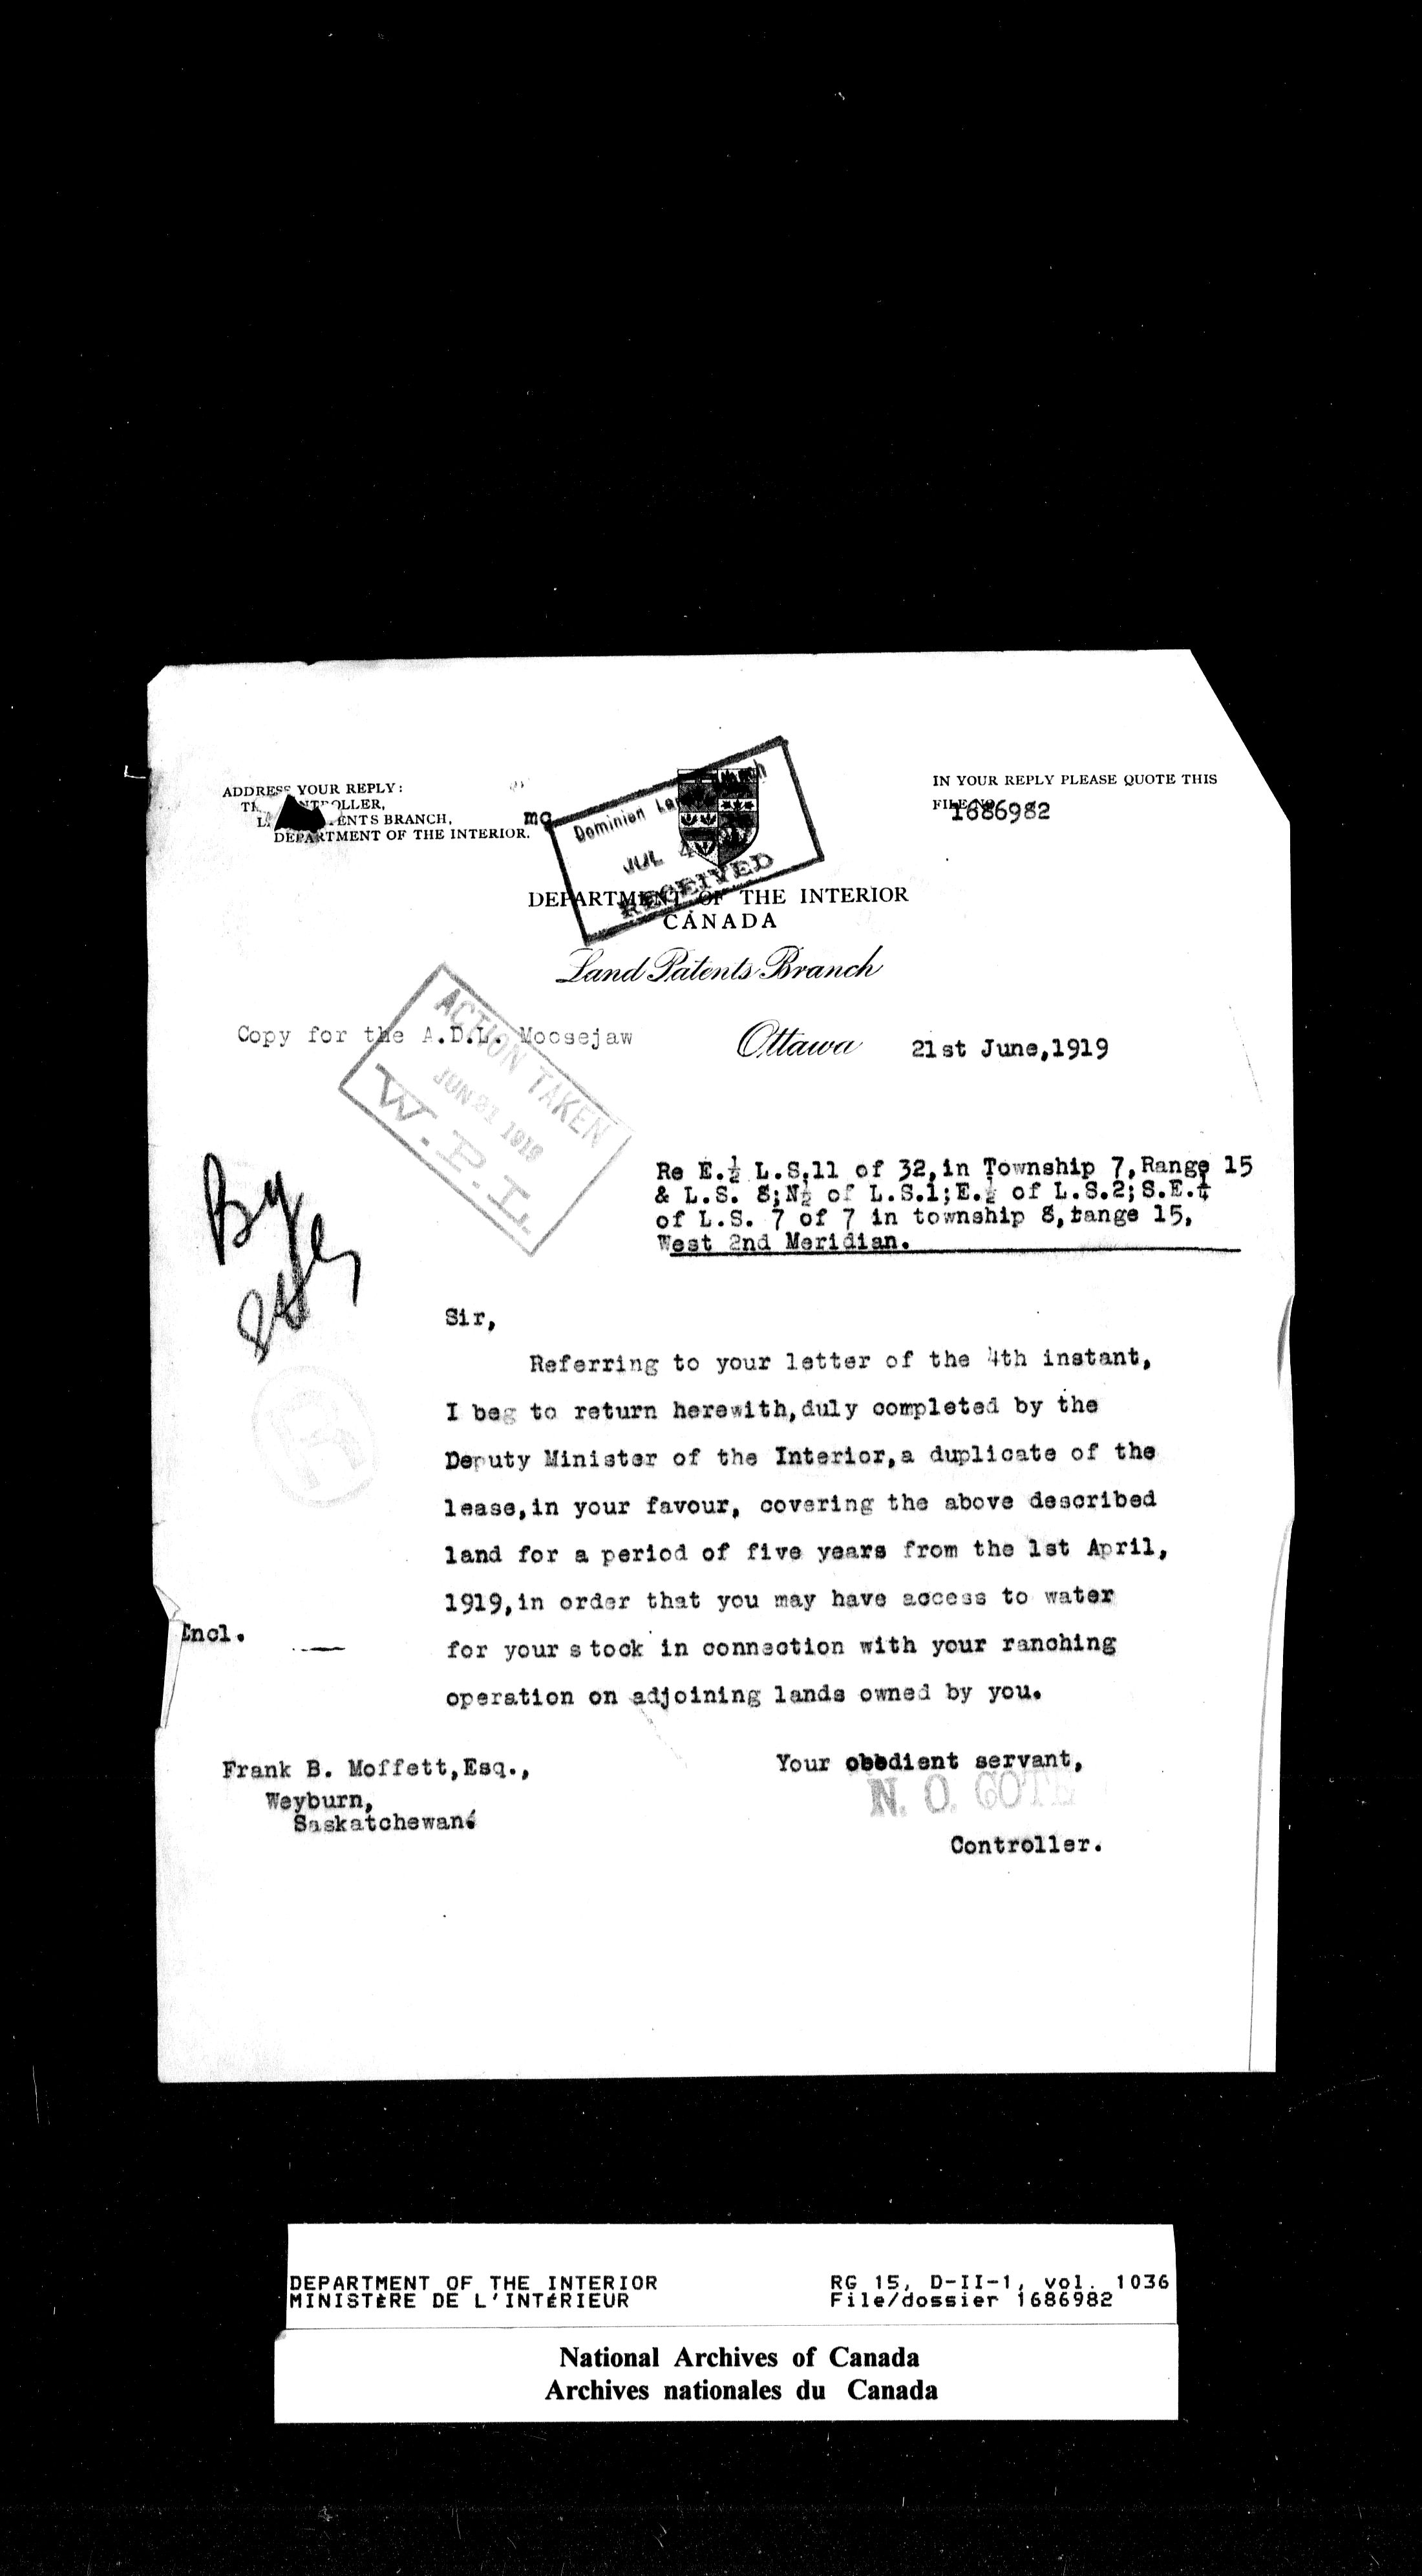 ADDRESS YOUR REPLY:
CONTROLLER,
BRANCH,
DEPARTMENT OF THE INTERIOR.
mc
IN YOUR REPLY PLEASE QUOTE THIS
FILE No.
1686982
Dominion
JUL 4
RECEIVED
DEPARTMENT OF THE INTERIOR
CANADA
Land Patents Branch
Copy for the A.D.L. Moosejaw
Ottawa 21st June,1919
ACTION TAKEN
JUN 21 1919
W.P.L.
Re E.½ L.S.11 of 32,in Township 7,Range 15
& L.S. 8;N½ of L.S.1;E.½ of L.S.2;S.E.¼
of L.S. 7 of 7 in township 8,range 15,
West 2nd Meridian.
Sir,
Referring to your letter of the 4th instant,
I beg to return herewith,duly completed by the
Deputy Minister of the Interior,a duplicate of the
lease,in your favour, covering the above described
land for a period of five years from the 1st April,
1919,in order that you may have access to water
Encl.
for your stock in connection with your ranching
operation on adjoining lands owned by you.
Frank B. Moffett,Esq.,
Weyburn,
Saskatchewan.
Your obedient servant,
N. O. COTE
Controller.
R
DEPARTMENT OF THE INTERIOR
MINISTÈRE DE L'INTÉRIEUR
RG 15, D-II-1, vol. 1036
File/dossier 1686982
National Archives of Canada
Archives nationales du Canada